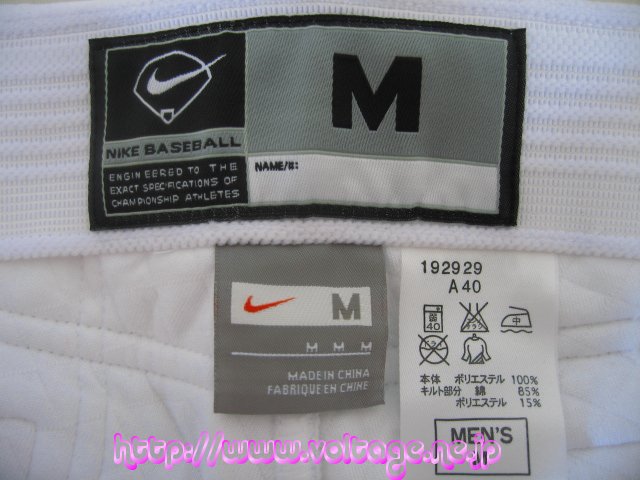 M
NIKE BASEBALL
ENGINEERED TO THE
EXACT SPECIFICATIONS OF
CHAMPIONSHIP ATHLETES
NAME/#:
M
M M M
MADE IN CHINA
FABRIQUE EN CHINE
192929
A40
40
中
本体 ポリエステル 100%
キルト部分 綿 85%
ポリエステル 15%
MEN'S
M
http://www.voltage.ne.jp